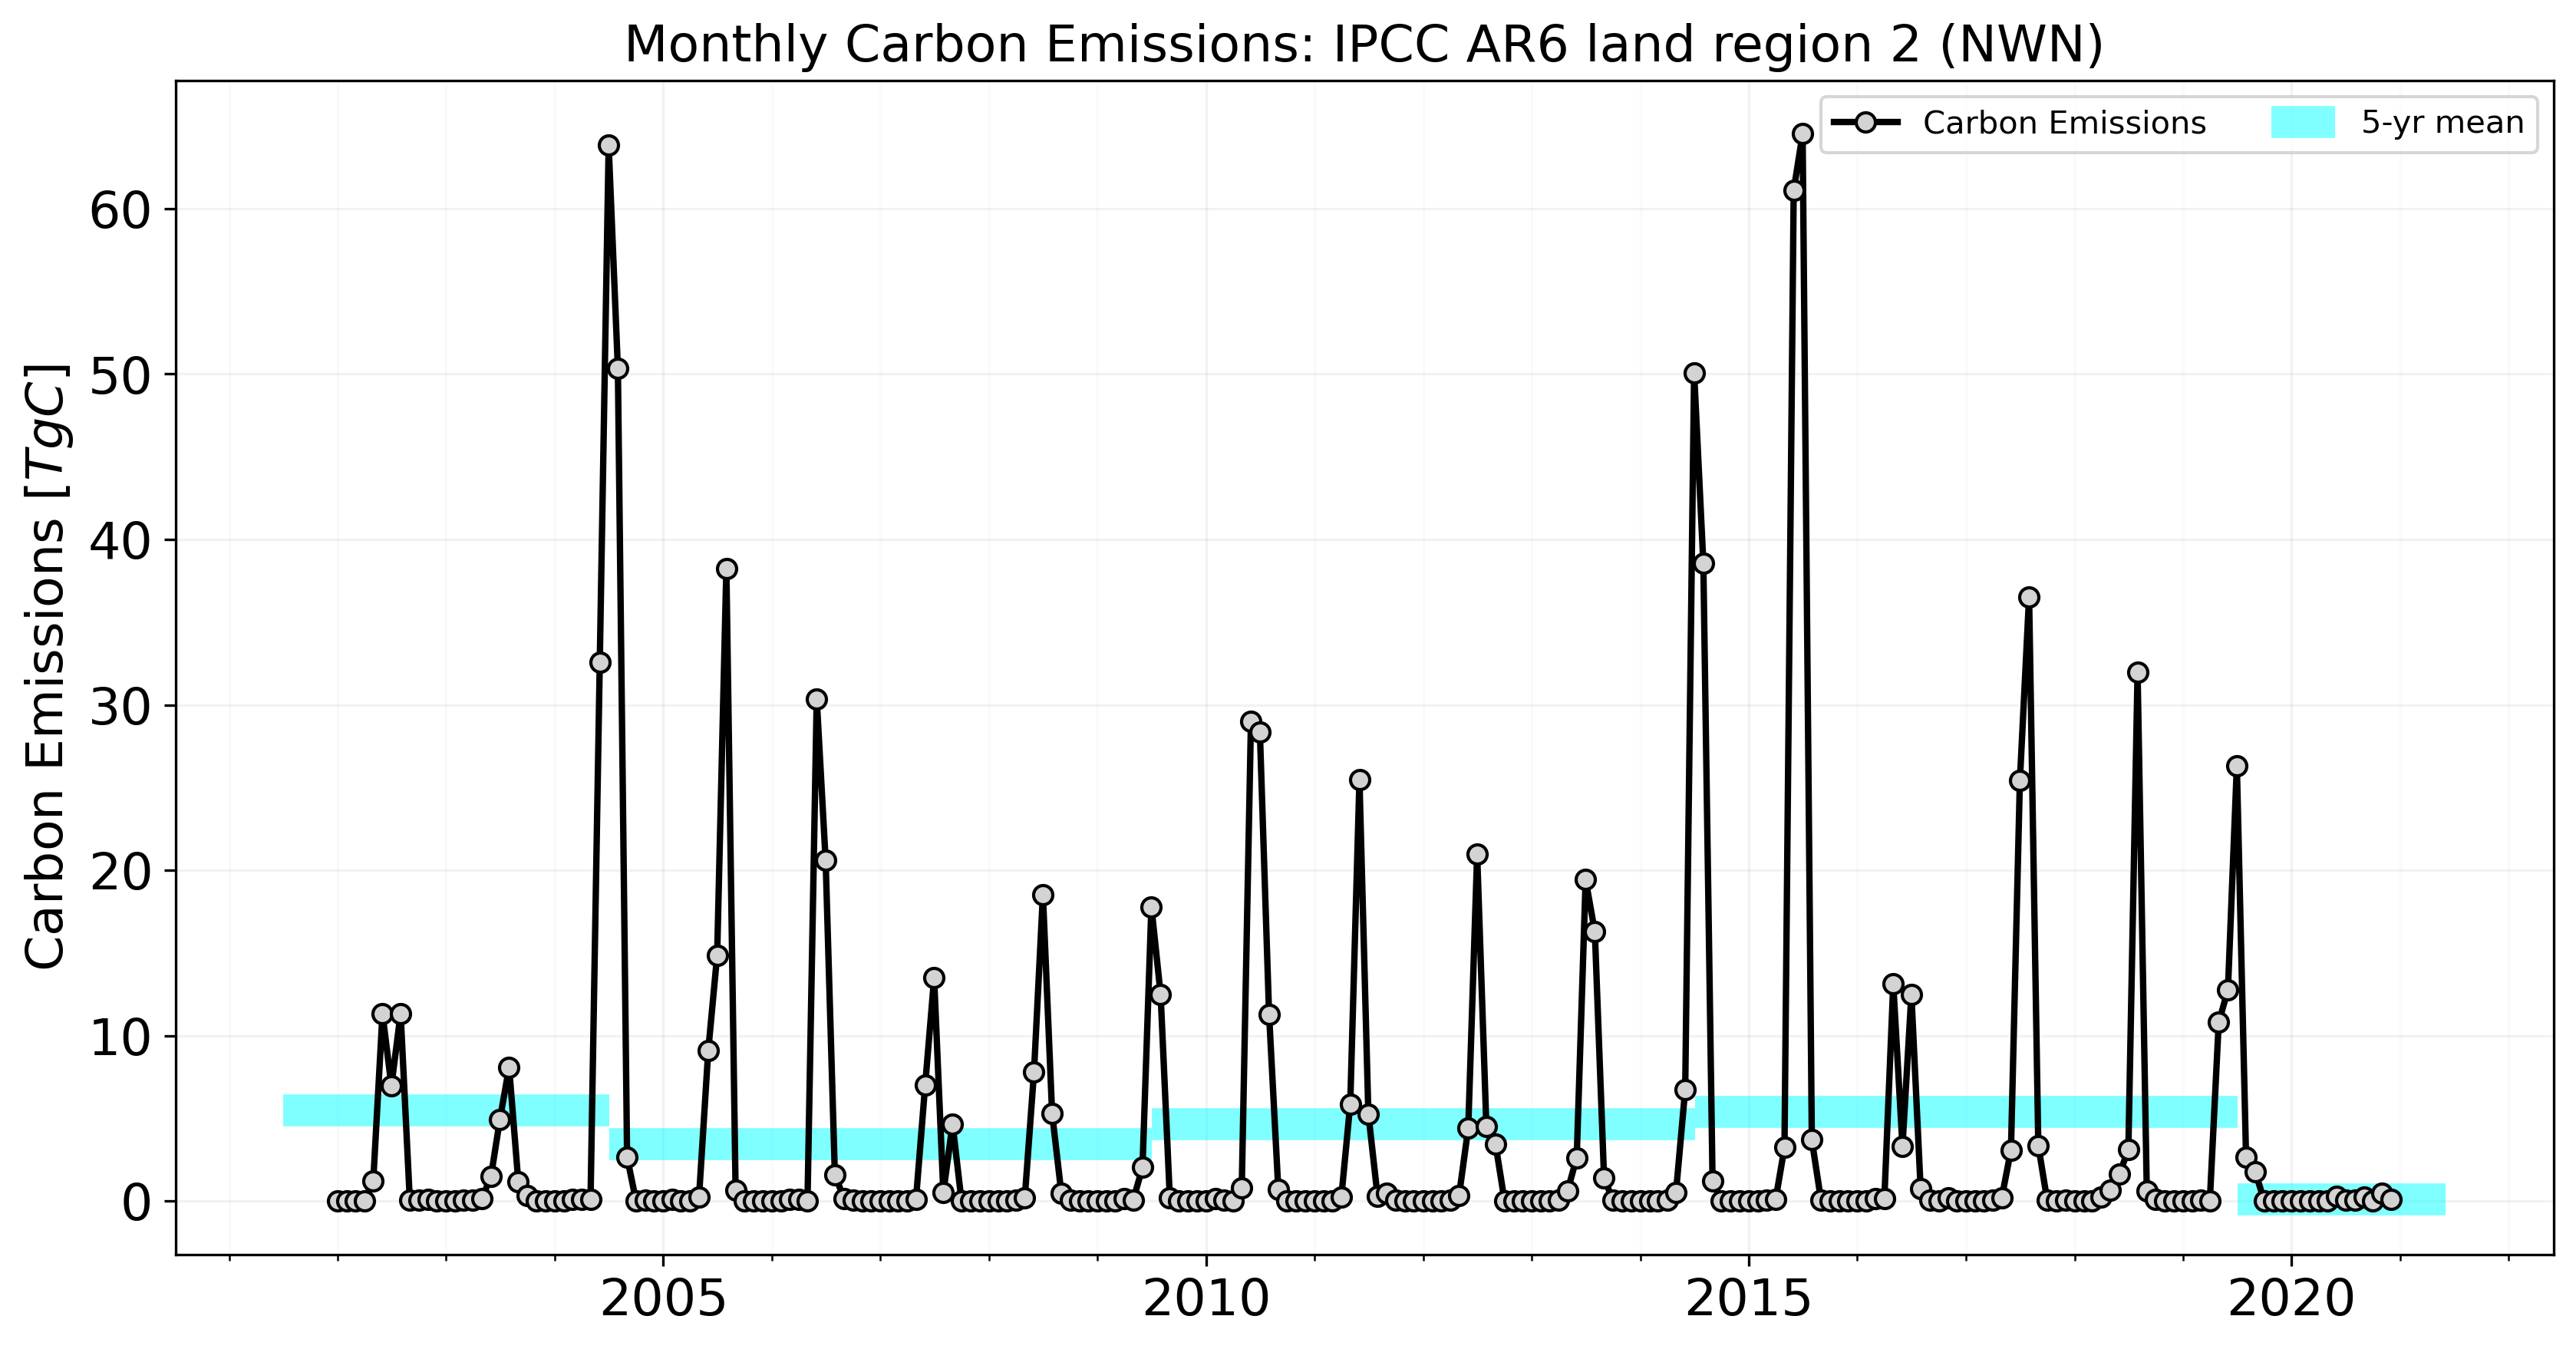 Monthly Carbon Emissions: IPCC AR6 land region 2 (NWN)
Carbon Emissions
5-yr mean
Carbon Emissions [TgC]
60
50
40
30
20
10
0
2005
2010
2015
2020